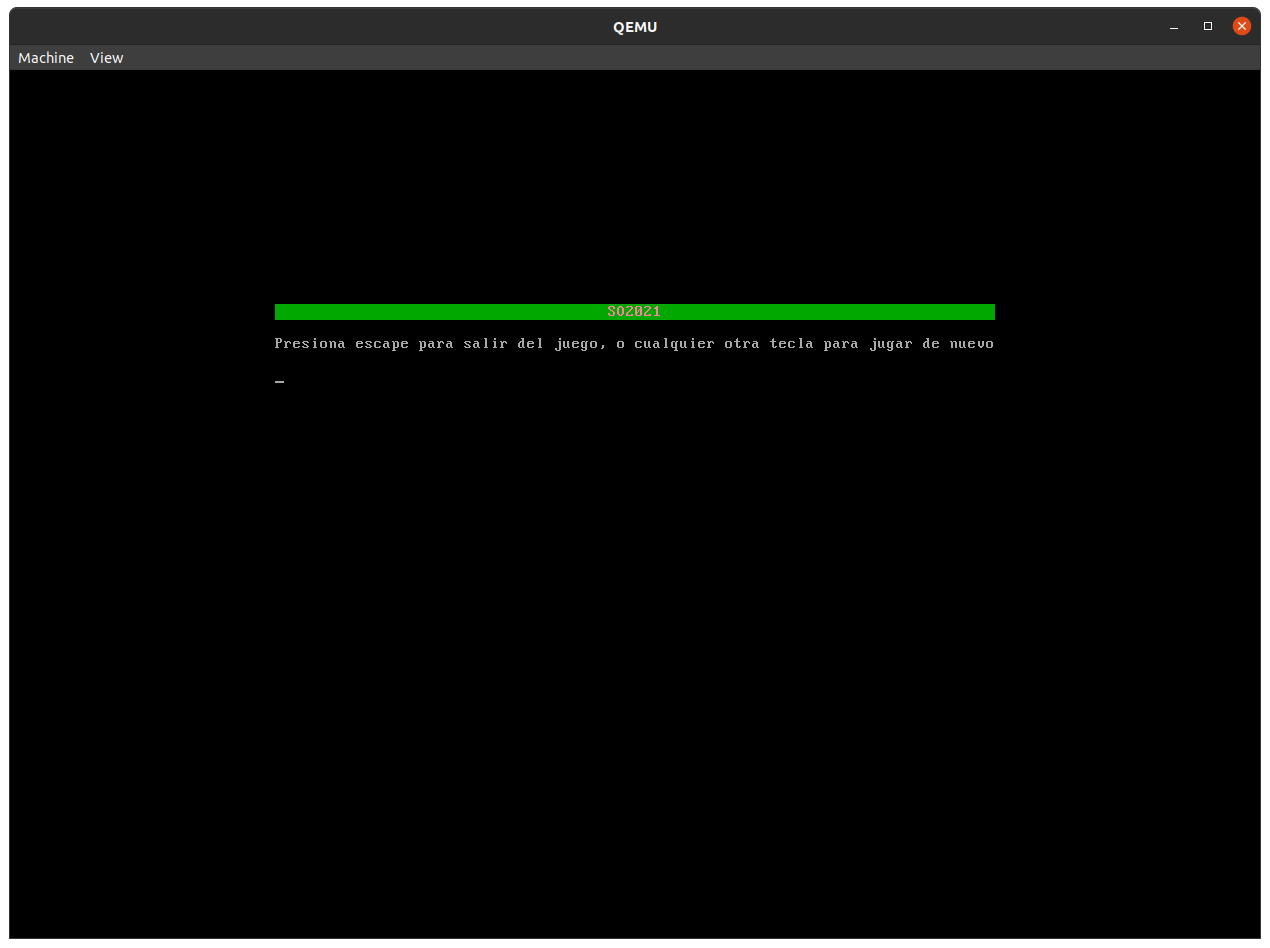 QEMU
Machine View
SO2021
Presiona escape para salir del juego, o cualquier otra tecla para jugar de nuevo